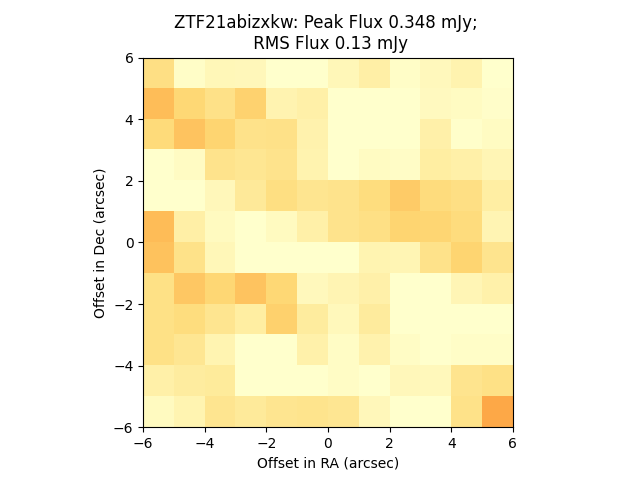 ZTF21abizxkw: Peak Flux 0.348 mJy;
RMS Flux 0.13 mJy
6
4
2
0
−2
−4
−6
Offset in Dec (arcsec)
−6 −4 −2 0 2 4 6
Offset in RA (arcsec)